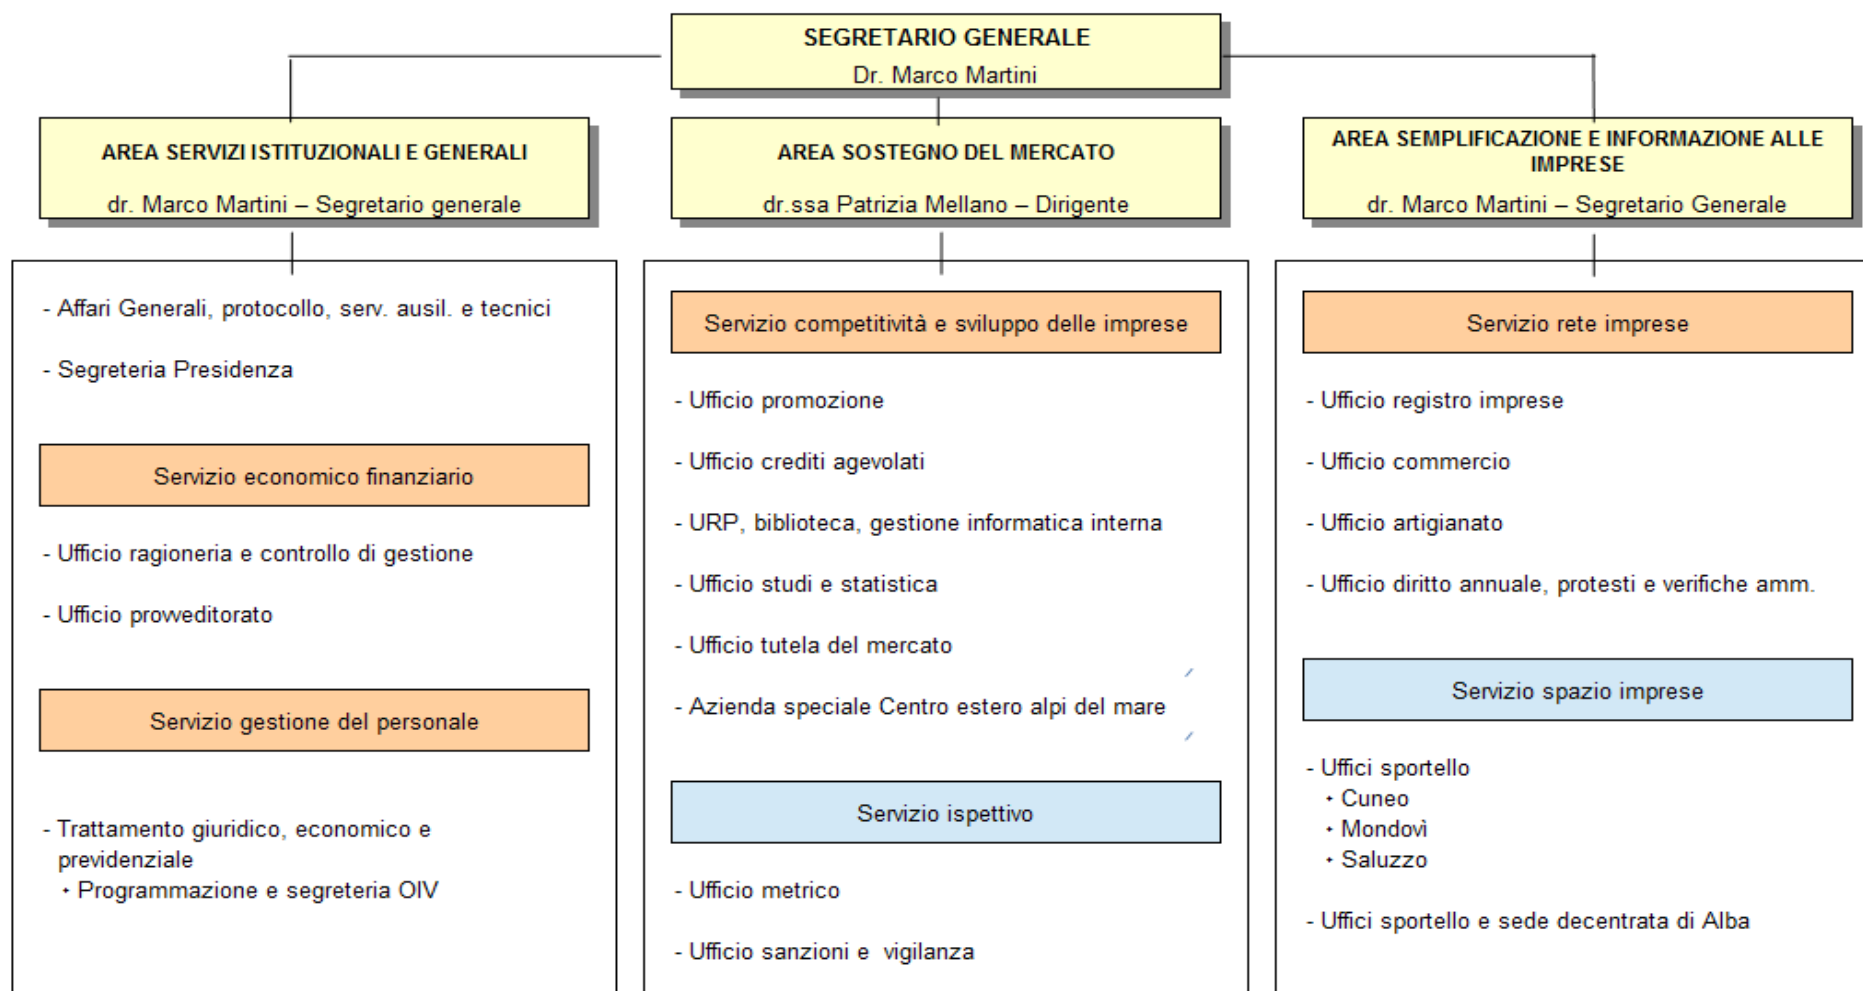 SEGRETARIO GENERALE
Dr. Marco Martini
AREA SERVIZI ISTITUZIONALI E GENERALI
dr. Marco Martini – Segretario generale
AREA SOSTEGNO DEL MERCATO
dr.ssa Patrizia Mellano – Dirigente
AREA SEMPLIFICAZIONE E INFORMAZIONE ALLE
IMPRESE
dr. Marco Martini – Segretario Generale
- Affari Generali, protocollo, serv. ausil. e tecnici
- Segreteria Presidenza
Servizio economico finanziario
- Ufficio ragioneria e controllo di gestione
- Ufficio provveditorato
Servizio gestione del personale
- Trattamento giuridico, economico e
previdenziale
• Programmazione e segreteria OIV
Servizio competitività e sviluppo delle imprese
- Ufficio promozione
- Ufficio crediti agevolati
- URP, biblioteca, gestione informatica interna
- Ufficio studi e statistica
- Ufficio tutela del mercato
- Azienda speciale Centro estero alpi del mare
Servizio ispettivo
- Ufficio metrico
- Ufficio sanzioni e vigilanza
Servizio rete imprese
- Ufficio registro imprese
- Ufficio commercio
- Ufficio artigianato
- Ufficio diritto annuale, protesti e verifiche amm.
Servizio spazio imprese
- Uffici sportello
• Cuneo
• Mondovì
• Saluzzo
- Uffici sportello e sede decentrata di Alba